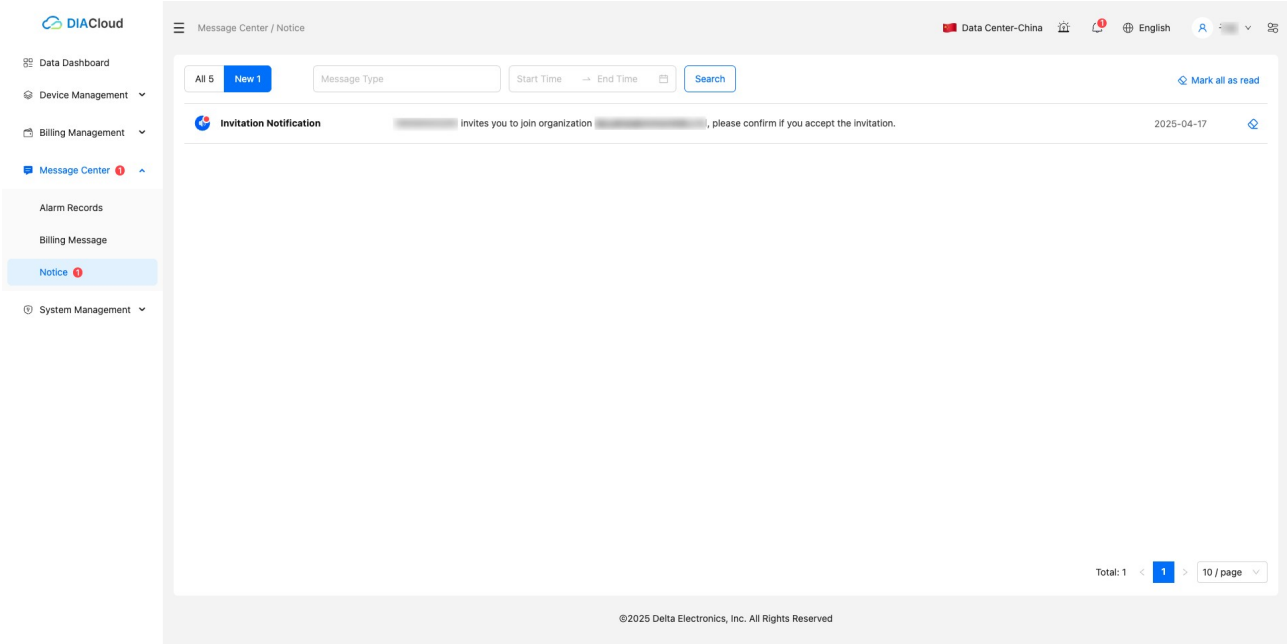 DIACloud
Message Center / Notice
Data Center-China
1
English
Data Dashboard
Device Management
Billing Management
Message Center 1
Alarm Records
Billing Message
Notice 1
System Management
All 5 New 1 Message Type Start Time → End Time Search Mark all as read
Invitation Notification invites you to join organization , please confirm if you accept the invitation. 2025-04-17
Total: 1 < 1 > 10 / page
©2025 Delta Electronics, Inc. All Rights Reserved